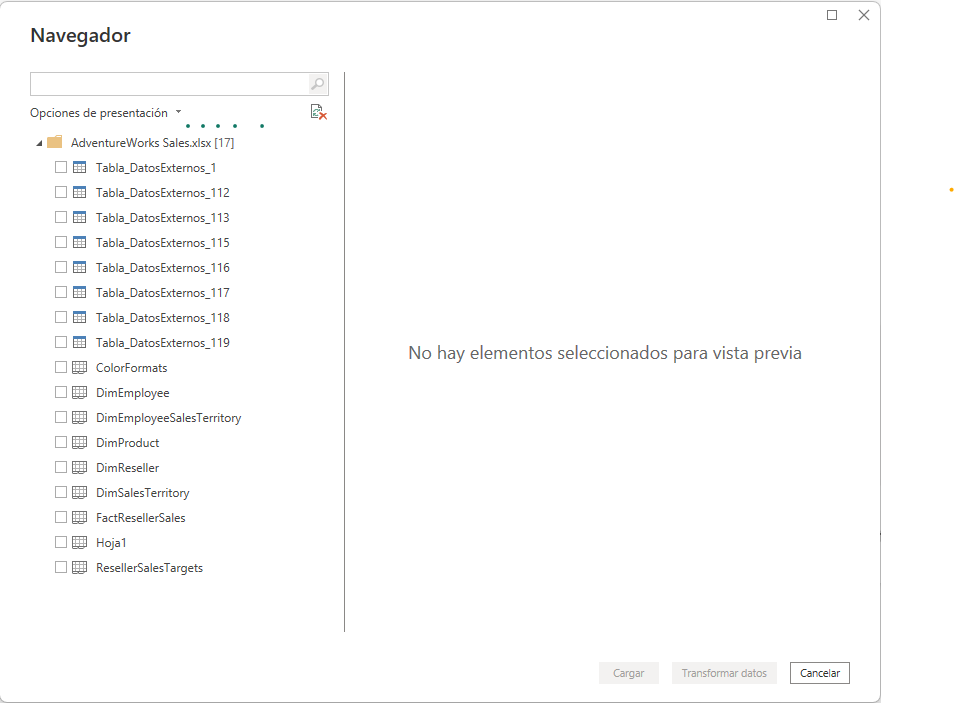 Navegador
Opciones de presentación
AdventureWorks Sales.xlsx [17]
Tabla_DatosExternos_1
Tabla_DatosExternos_112
Tabla_DatosExternos_113
Tabla_DatosExternos_115
Tabla_DatosExternos_116
Tabla_DatosExternos_117
Tabla_DatosExternos_118
Tabla_DatosExternos_119
ColorFormats
DimEmployee
DimEmployeeSalesTerritory
DimProduct
DimReseller
DimSalesTerritory
FactResellerSales
Hoja1
ResellerSalesTargets
No hay elementos seleccionados para vista previa
Cargar
Transformar datos
Cancelar